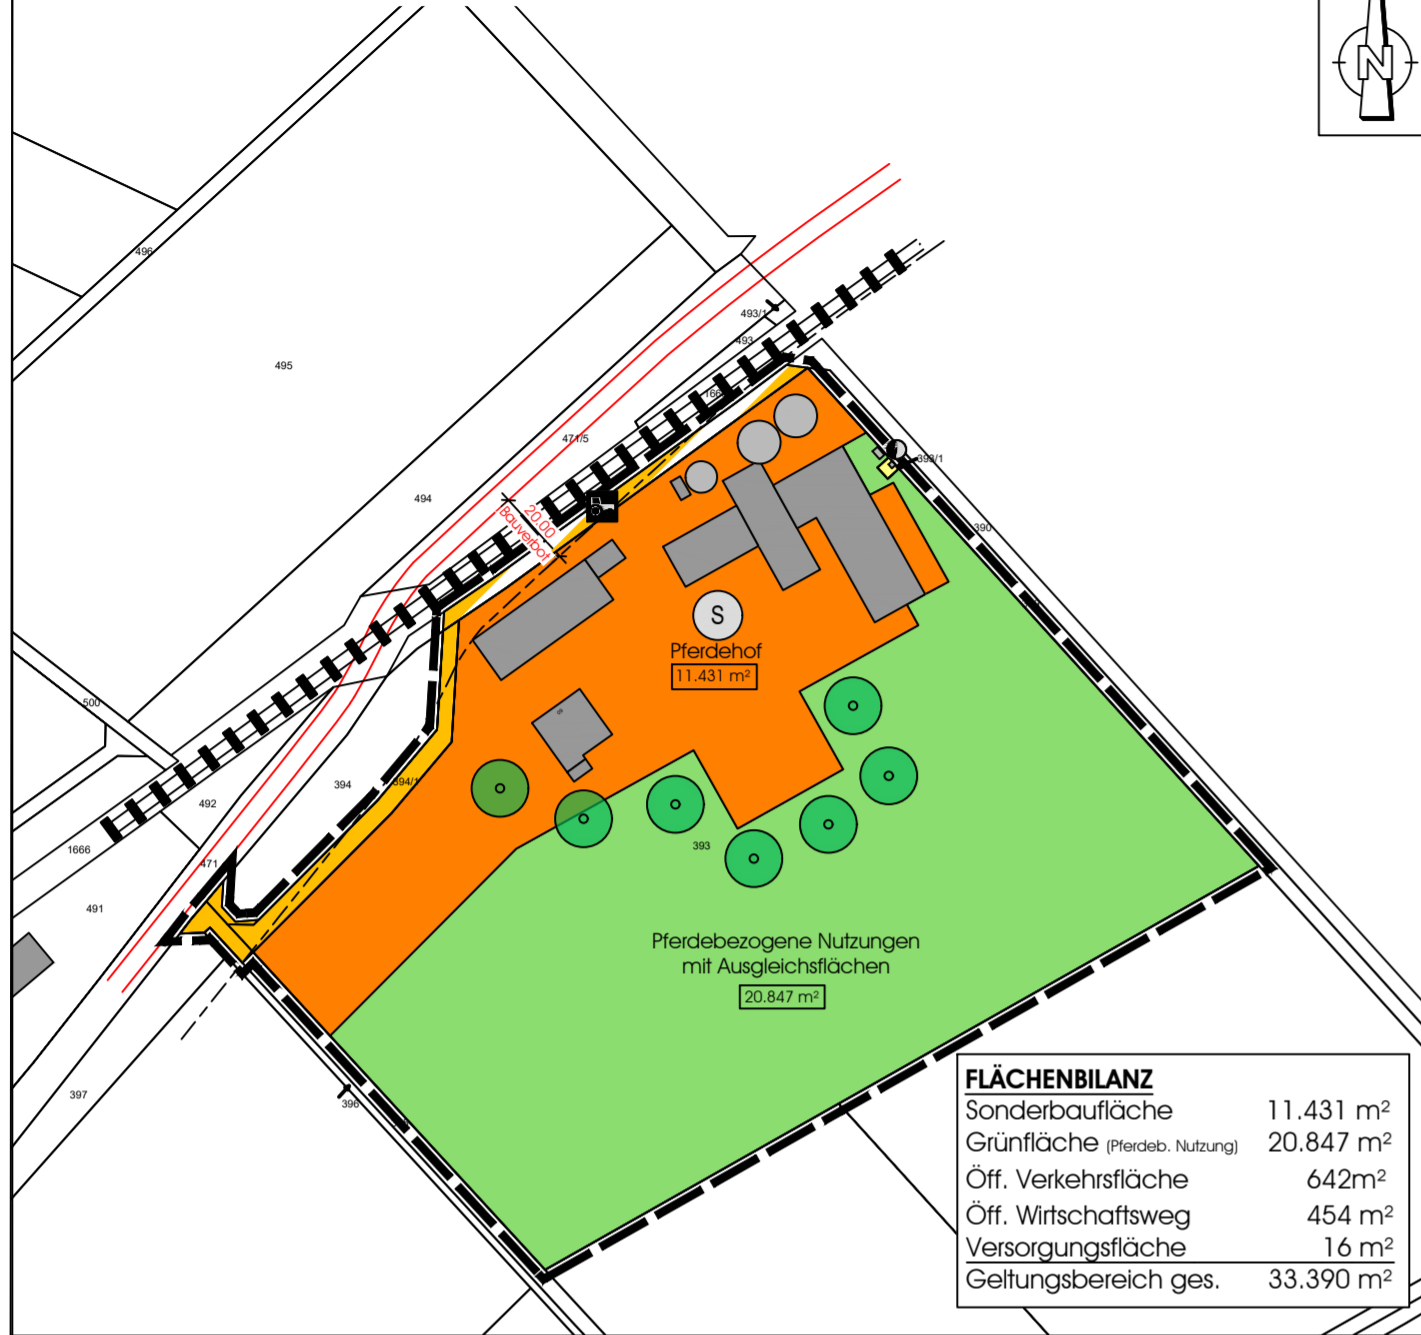 N
496
495
493/1
493
166
471/5
494
393/1
390
20.00
Bauverbot
S
Pferdehof
11.431 m²
500
394
394/1
492
1666
471
491
393
Pferdebezogene Nutzungen
mit Ausgleichsflächen
20.847 m²
397
396
FLÄCHENBILANZ
Sonderbaufläche 11.431 m²
Grünfläche (Pferdeb. Nutzung) 20.847 m²
Öff. Verkehrsfläche 642m²
Öff. Wirtschaftsweg 454 m²
Versorgungsfläche 16 m²
Geltungsbereich ges. 33.390 m²